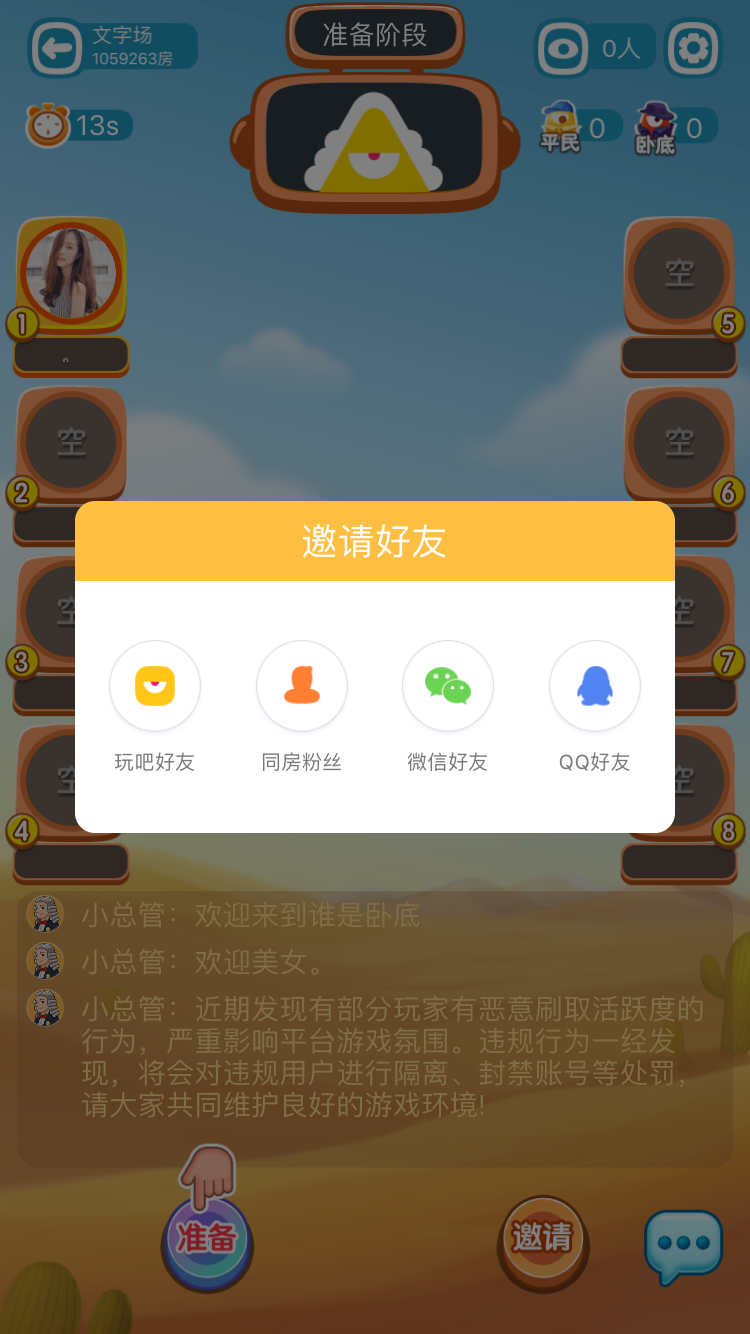 文字场
1059263房
准备阶段
0人
13s
0
平民
0
卧底
1
。
空
5
空
2
空
6
空
3
空
7
空
4
空
8
邀请好友
玩吧好友
同房粉丝
微信好友
QQ好友
小总管：欢迎来到谁是卧底
小总管：欢迎美女。
小总管：近期发现有部分玩家有恶意刷取活跃度的
行为，严重影响平台游戏氛围。违规行为一经发
现，将会对违规用户进行隔离、封禁账号等处罚，
请大家共同维护良好的游戏环境!
准备
邀请